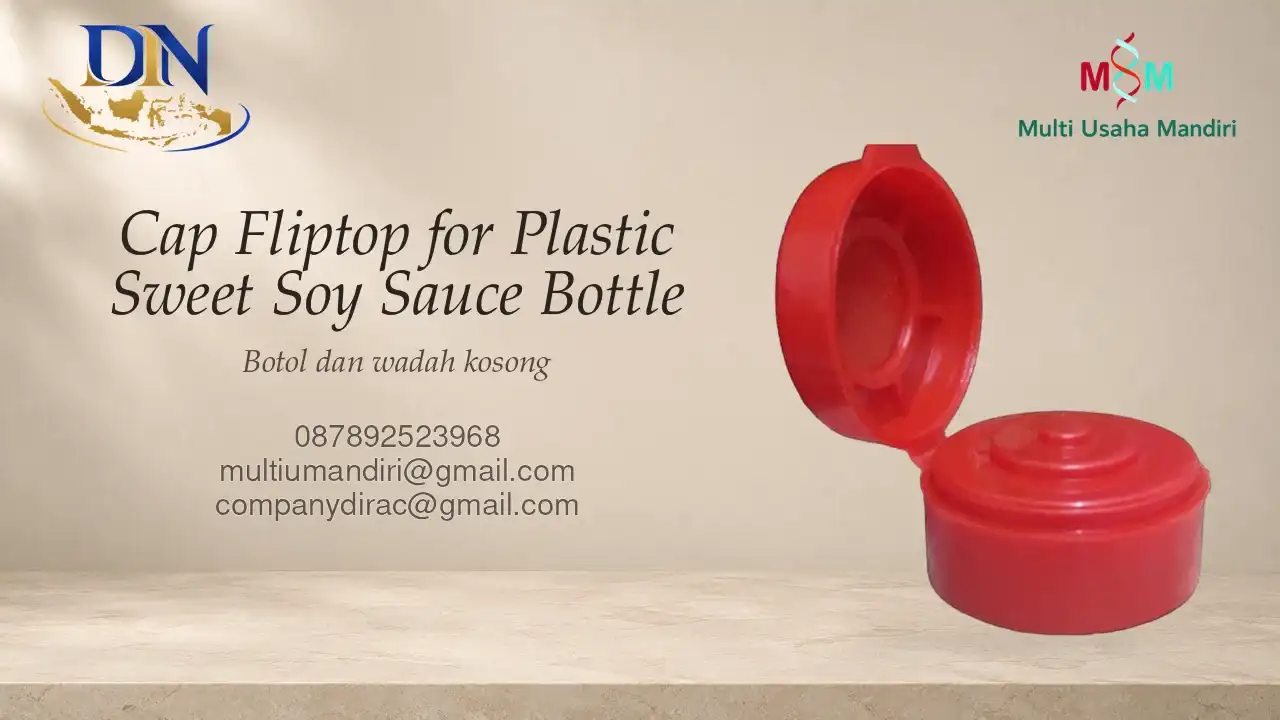 DIN
MSM
Multi Usaha Mandiri
Cap Fliptop for Plastic
Sweet Soy Sauce Bottle
Botol dan wadah kosong
087892523968
multiumandiri@gmail.com
companydirac@gmail.com